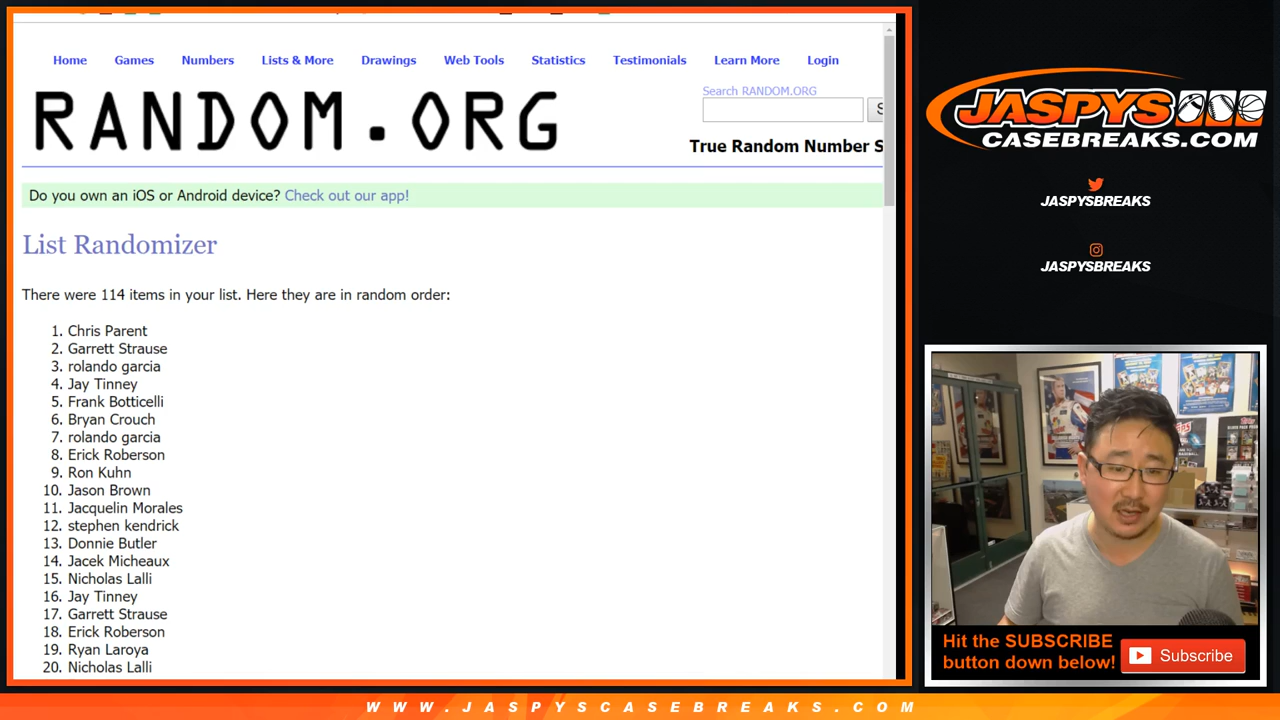 Home Games Numbers Lists & More Drawings Web Tools Statistics Testimonials Learn More Login
Search RANDOM.ORG
RANDOM.ORG
S
True Random Number S
Do you own an iOS or Android device? Check out our app!
List Randomizer
There were 114 items in your list. Here they are in random order:
1. Chris Parent
2. Garrett Strause
3. rolando garcia
4. Jay Tinney
5. Frank Botticelli
6. Bryan Crouch
7. rolando garcia
8. Erick Roberson
9. Ron Kuhn
10. Jason Brown
11. Jacquelin Morales
12. stephen kendrick
13. Donnie Butler
14. Jacek Micheaux
15. Nicholas Lalli
16. Jay Tinney
17. Garrett Strause
18. Erick Roberson
19. Ryan Laroya
20. Nicholas Lalli
JASPYS
CASEBREAKS.COM
JASPYSBREAKS
JASPYSBREAKS
Topps
Hit the SUBSCRIBE
button down below!
Subscribe
WWW.JASPYSCASEBREAKS.COM